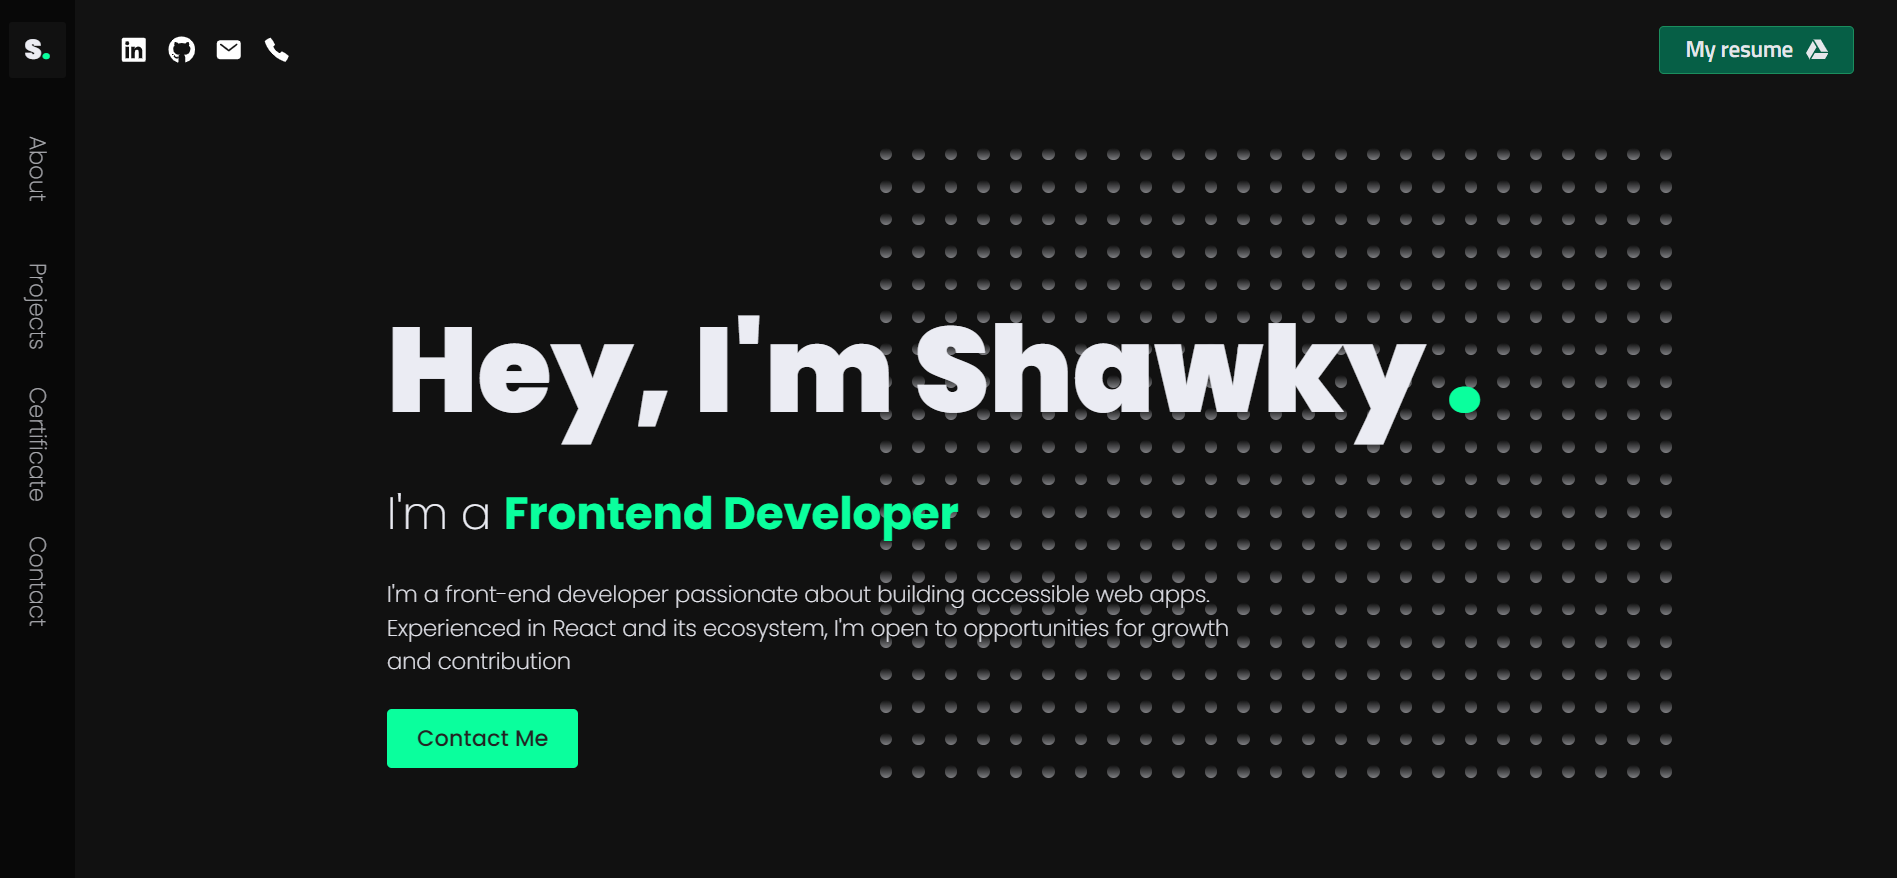 S.
My resume
About
Projects
Certificate
Contact
Hey, I'm Shawky.
I'm a Frontend Developer
I'm a front-end developer passionate about building accessible web apps.
Experienced in React and its ecosystem, I'm open to opportunities for growth
and contribution
Contact Me